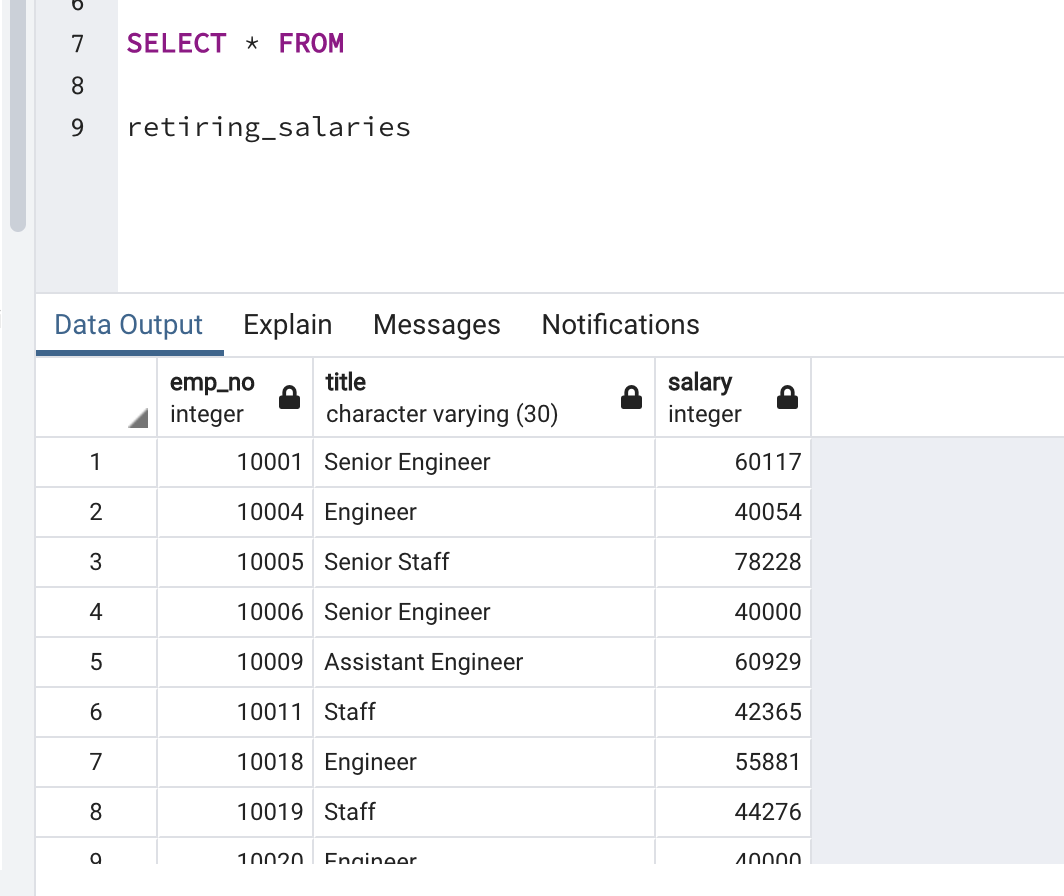 6
7 SELECT * FROM
8
9 retiring_salaries
Data Output Explain Messages Notifications
emp_no title salary
integer character varying (30) integer
1 10001 Senior Engineer 60117
2 10004 Engineer 40054
3 10005 Senior Staff 78228
4 10006 Senior Engineer 40000
5 10009 Assistant Engineer 60929
6 10011 Staff 42365
7 10018 Engineer 55881
8 10019 Staff 44276
9 10020 Engineer 40000